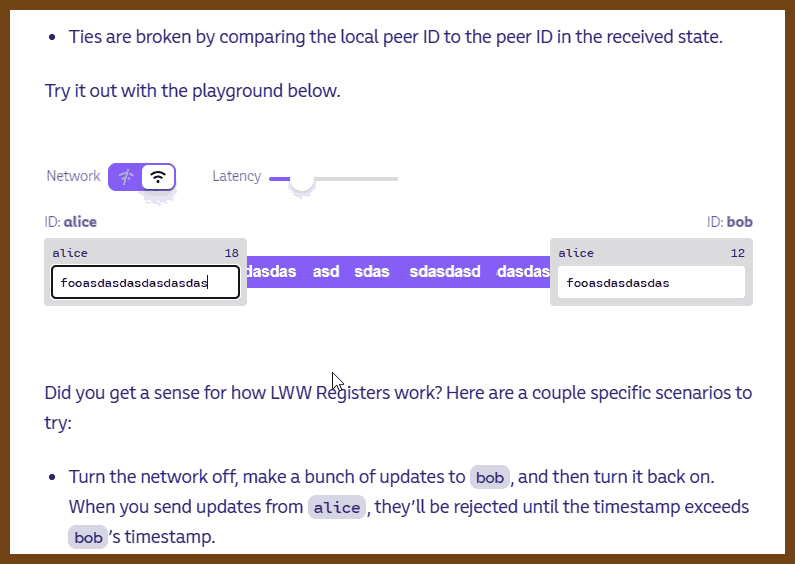 Ties are broken by comparing the local peer ID to the peer ID in the received state.
Try it out with the playground below.
Network Latency
ID: alice ID: bob
alice 18 alice 12
fooasdasdasdasdasdas dasdas asd sdas sdasdasd dasdas fooasdasdasdas
Did you get a sense for how LWW Registers work? Here are a couple specific scenarios to
try:
Turn the network off, make a bunch of updates to bob, and then turn it back on.
When you send updates from alice, they’ll be rejected until the timestamp exceeds
bob’s timestamp.